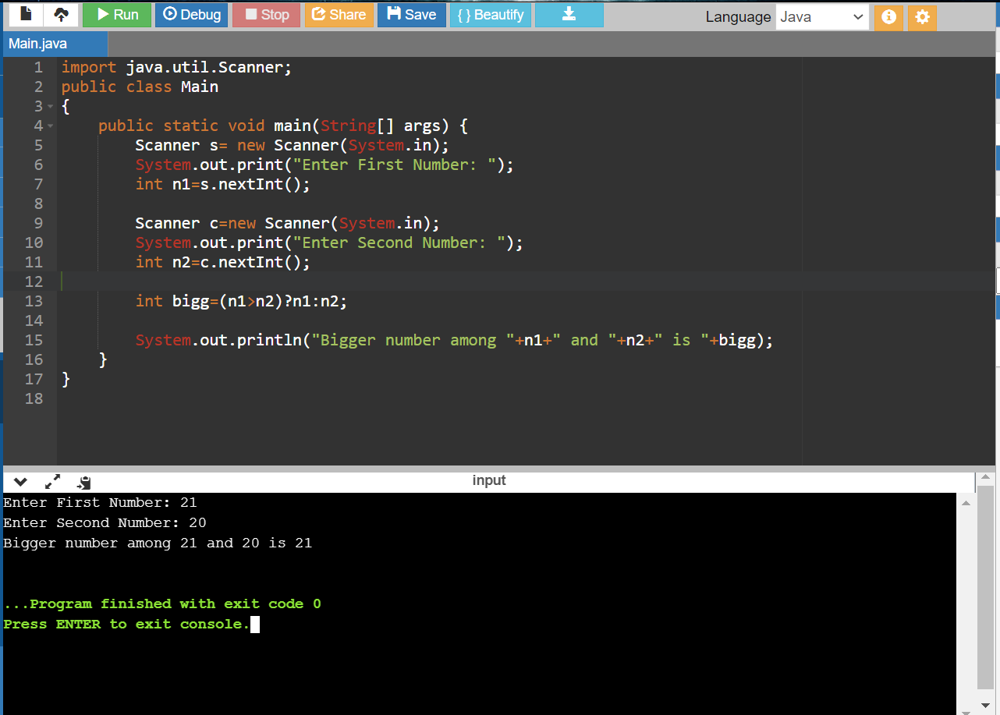 Run Debug Stop Share Save { } Beautify Language Java
Main.java
1 import java.util.Scanner;
2 public class Main
3 {
4 public static void main(String[] args) {
5 Scanner s= new Scanner(System.in);
6 System.out.print("Enter First Number: ");
7 int n1=s.nextInt();
8
9 Scanner c=new Scanner(System.in);
10 System.out.print("Enter Second Number: ");
11 int n2=c.nextInt();
12
13 int bigg=(n1>n2)?n1:n2;
14
15 System.out.println("Bigger number among "+n1+" and "+n2+" is "+bigg);
16 }
17 }
18
input
Enter First Number: 21
Enter Second Number: 20
Bigger number among 21 and 20 is 21
...Program finished with exit code 0
Press ENTER to exit console.